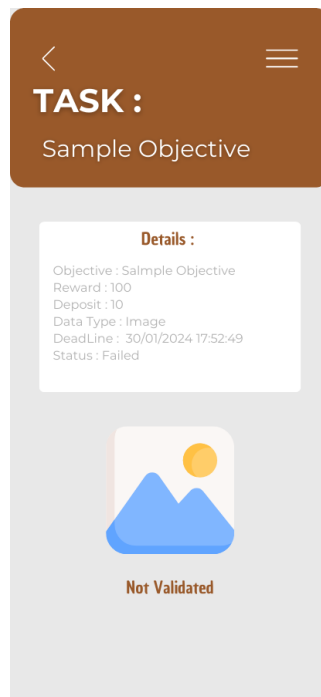 TASK :
Sample Objective
Details :
Objective : Salmple Objective
Reward : 100
Deposit : 10
Data Type : Image
DeadLine :  30/01/2024 17:52:49
Status : Failed
Not Validated